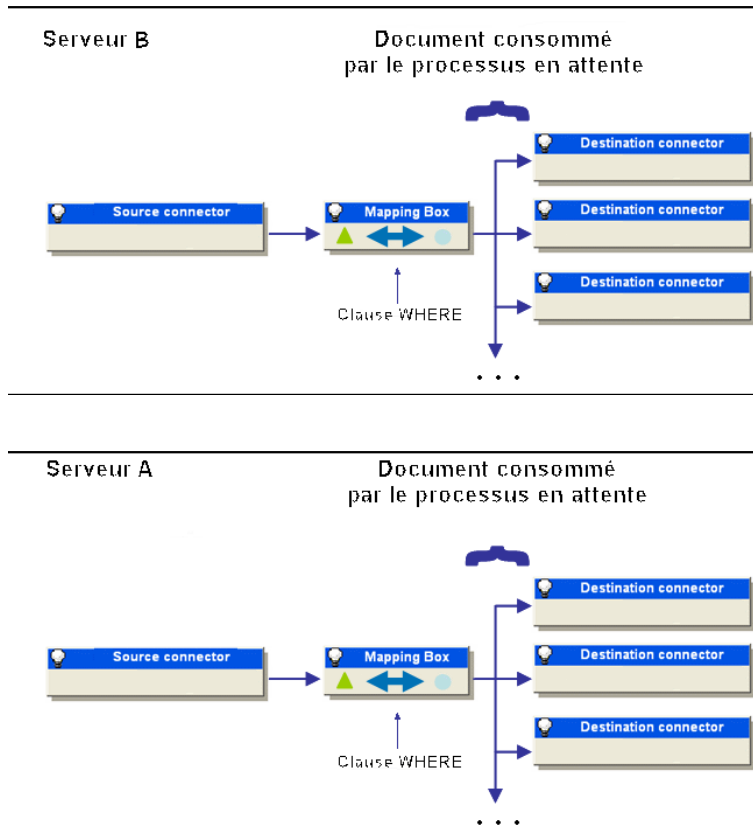 Serveur B
Document consommé
par le processus en attente
Destination connector
Source connector
Mapping Box
Destination connector
Destination connector
Clause WHERE
. . .
Serveur A
Document consommé
par le processus en attente
Destination connector
Source connector
Mapping Box
Destination connector
Destination connector
Clause WHERE
. . .